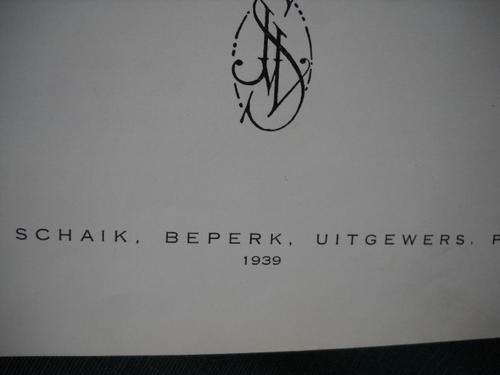 SCHAIK, BEPERK, UITGEWERS. P
1939